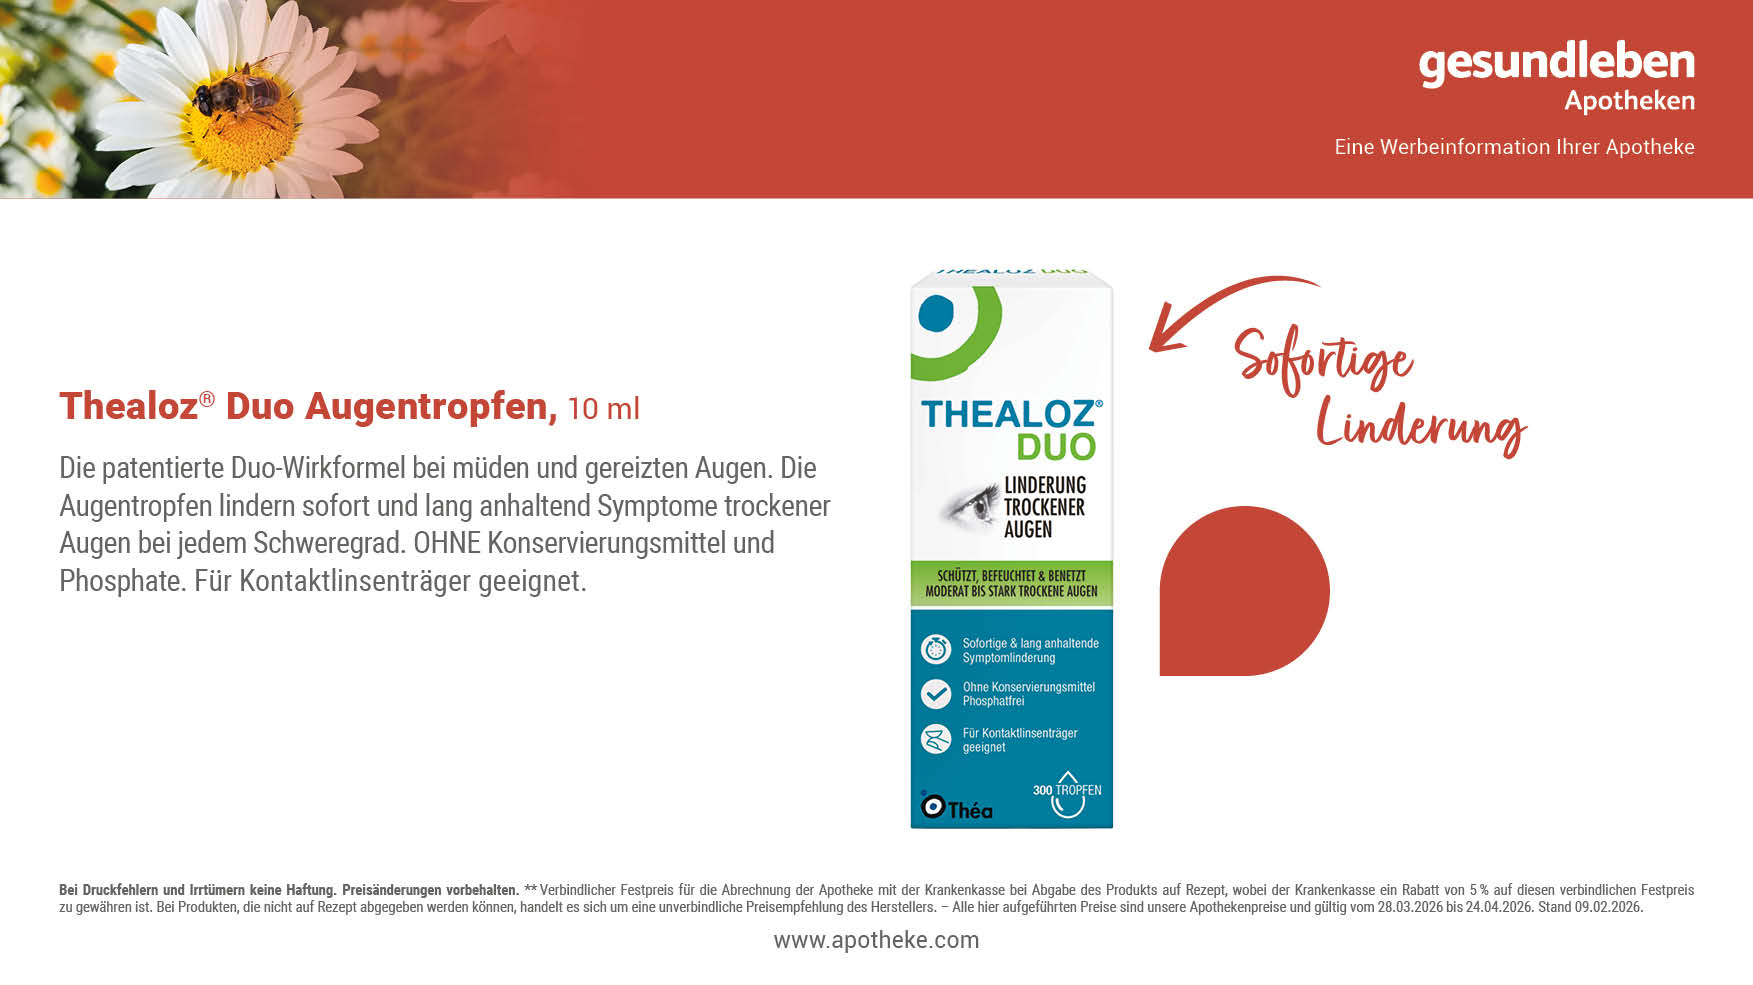 gesundleben
Apotheken
Eine Werbeinformation Ihrer Apotheke
Thealoz® Duo Augentropfen, 10 ml
Die patentierte Duo-Wirkformel bei müden und gereizten Augen. Die
Augentropfen lindern sofort und lang anhaltend Symptome trockener
Augen bei jedem Schweregrad. OHNE Konservierungsmittel und
Phosphate. Für Kontaktlinsenträger geeignet.
THEALOZ DUO
THEALOZ®
DUO
LINDERUNG
TROCKENER
AUGEN
SCHÜTZT, BEFEUCHTET & BENETZT
MODERAT BIS STARK TROCKENE AUGEN
Sofortige & lang anhaltende
Symptomlinderung
Ohne Konservierungsmittel
Phosphatfrei
Für Kontaktlinsenträger
geeignet
300 TROPFEN
Théa
Sofortige
Linderung
Bei Druckfehlern und Irrtümern keine Haftung. Preisänderungen vorbehalten. ** Verbindlicher Festpreis für die Abrechnung der Apotheke mit der Krankenkasse bei Abgabe des Produkts auf Rezept, wobei der Krankenkasse ein Rabatt von 5 % auf diesen verbindlichen Festpreis
zu gewähren ist. Bei Produkten, die nicht auf Rezept abgegeben werden können, handelt es sich um eine unverbindliche Preisempfehlung des Herstellers. – Alle hier aufgeführten Preise sind unsere Apothekenpreise und gültig vom 28.03.2026 bis 24.04.2026. Stand 09.02.2026.
www.apotheke.com